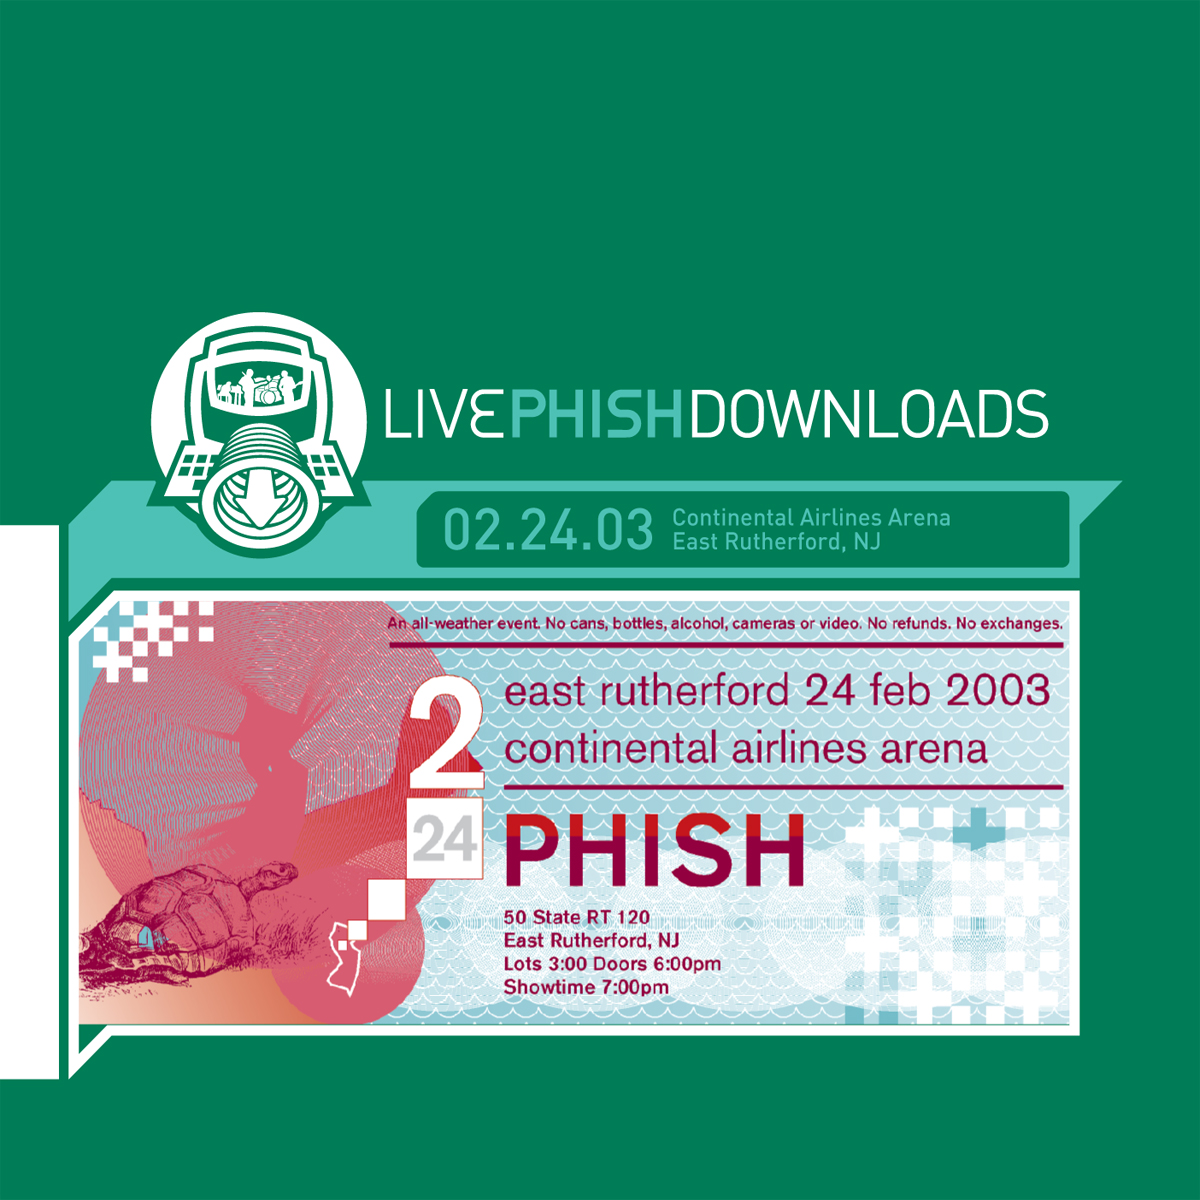 LIVEPHISHDOWNLOADS
02.24.03
Continental Airlines Arena
East Rutherford, NJ
An all-weather event. No cans, bottles, alcohol, cameras or video. No refunds. No exchanges.
2
24
east rutherford 24 feb 2003
continental airlines arena
PHISH
50 State RT 120
East Rutherford, NJ
Lots 3:00 Doors 6:00pm
Showtime 7:00pm